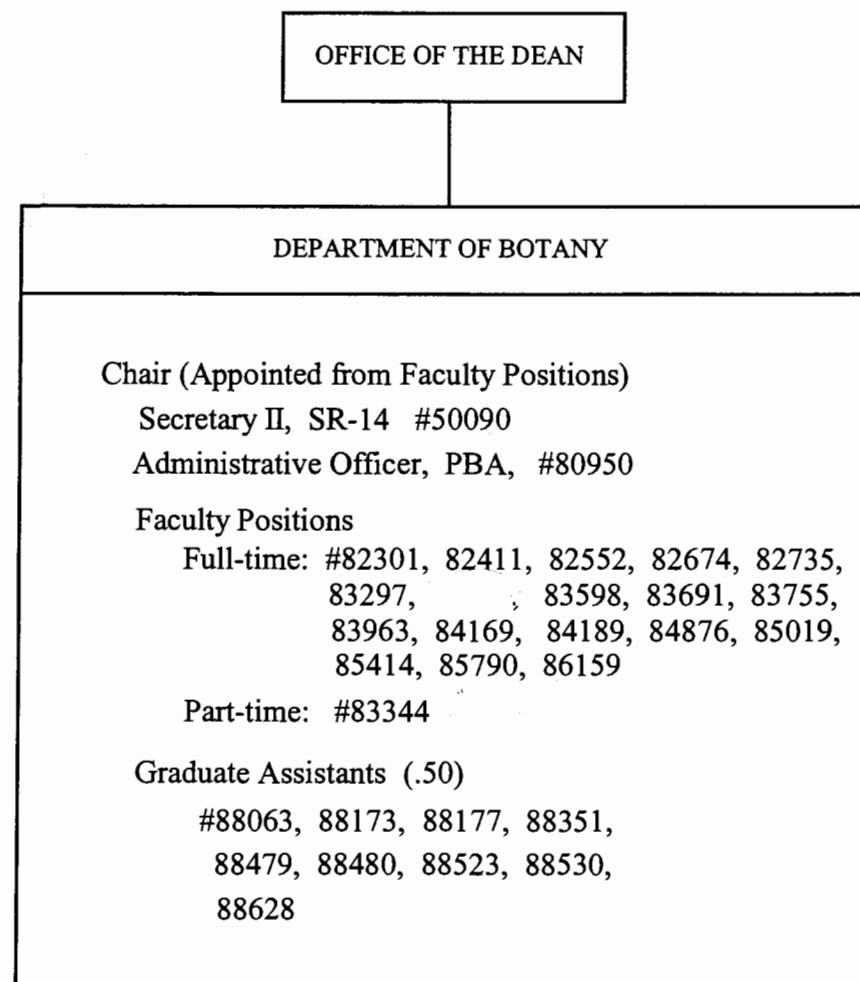 OFFICE OF THE DEAN
DEPARTMENT OF BOTANY
Chair (Appointed from Faculty Positions)
Secretary II, SR-14 #50090
Administrative Officer, PBA, #80950
Faculty Positions
Full-time: #82301, 82411, 82552, 82674, 82735,
83297, , 83598, 83691, 83755,
83963, 84169, 84189, 84876, 85019,
85414, 85790, 86159
Part-time: #83344
Graduate Assistants (.50)
#88063, 88173, 88177, 88351,
88479, 88480, 88523, 88530,
88628